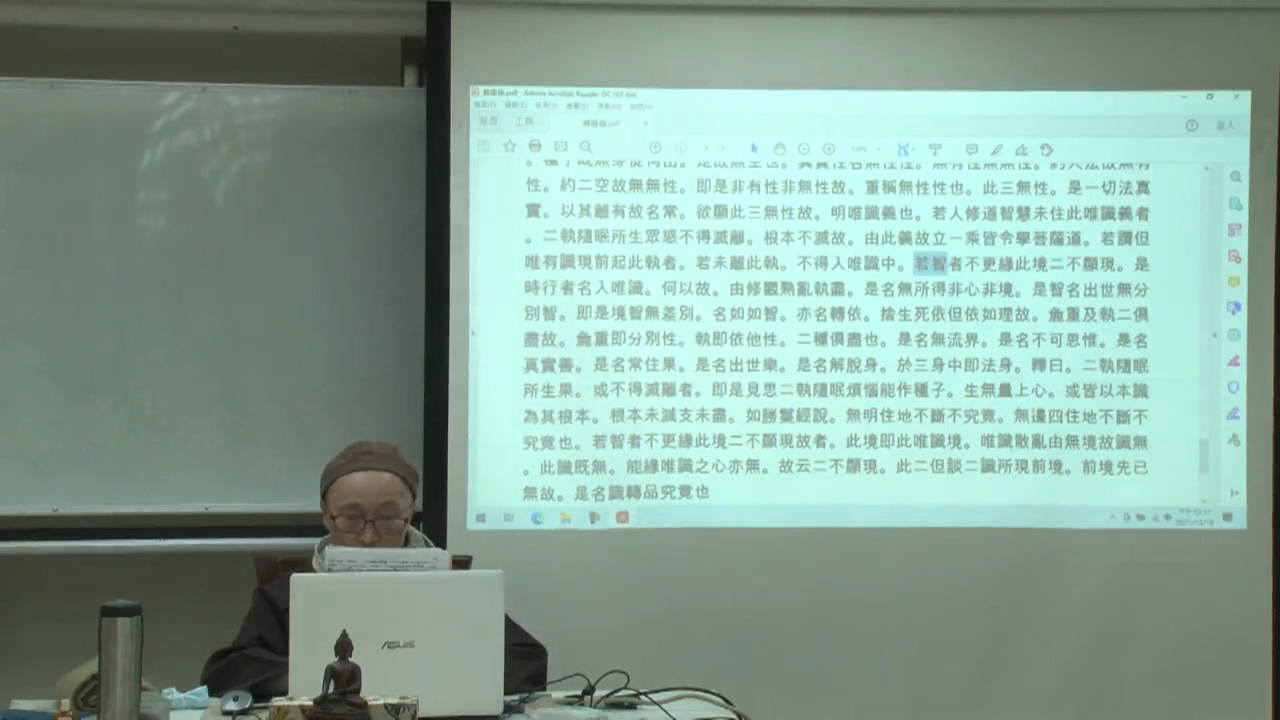 轉識論.pdf - Adobe Acrobat Reader DC (32-bit)
首頁 工具 轉識論.pdf 登入
性。約二空故無無性。即是非有性非無性故。重稱無性性也。此三無性。是一切法真
實。以其離有故名常。欲顯此三無性故。明唯識義也。若人修道智慧未住此唯識義者
。二執隨眠所生眾惑不得滅離。根本不滅故。由此義故立一乘皆令學菩薩道。若謂但
唯有識現前起此執者。若未離此執。不得入唯識中。若智者不更緣此境二不顯現。是
時行者名入唯識。何以故。由修觀熟亂執盡。是名無所得非心非境。是智名出世無分
別智。即是境智無差別。名如如智。亦名轉依。捨生死依但依如理故。麁重及執二俱
盡故。麁重即分別性。執即依他性。二種俱盡也。是名無流界。是名不可思惟。是名
真實善。是名常住果。是名出世樂。是名解脫身。於三身中即法身。釋曰。二執隨眠
所生果。或不得滅離者。即是見思二執隨眠煩惱能作種子。生無量上心。或皆以本識
為其根本。根本未滅支未盡。如勝鬘經說。無明住地不斷不究竟。無邊四住地不斷不
究竟也。若智者不更緣此境二不顯現故者。此境即此唯識境。唯識散亂由無境故識無
。此識既無。能緣唯識之心亦無。故云二不顯現。此二但談二識所現前境。前境先已
無故。是名識轉品究竟也
ASUS